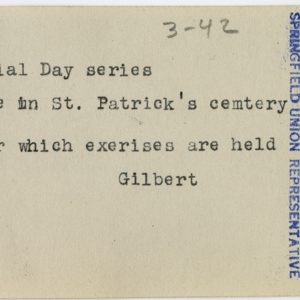 3-42
ial Day series
e in St. Patrick's cemtery
r which exerises are held
Gilbert
SPRINGFIELD UNION REPRESENTATIVE